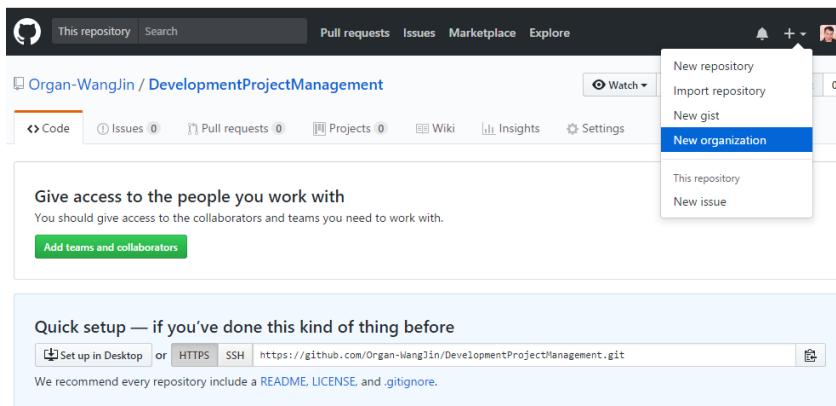 This repository Search Pull requests Issues Marketplace Explore
New repository
Import repository
New gist
New organization
This repository
New issue
Organ-WangJin / DevelopmentProjectManagement Watch 0
Code Issues 0 Pull requests 0 Projects 0 Wiki Insights Settings
Give access to the people you work with
You should give access to the collaborators and teams you need to work with.
Add teams and collaborators
Quick setup — if you've done this kind of thing before
Set up in Desktop or HTTPS SSH https://github.com/Organ-WangJin/DevelopmentProjectManagement.git
We recommend every repository include a README, LICENSE, and .gitignore.